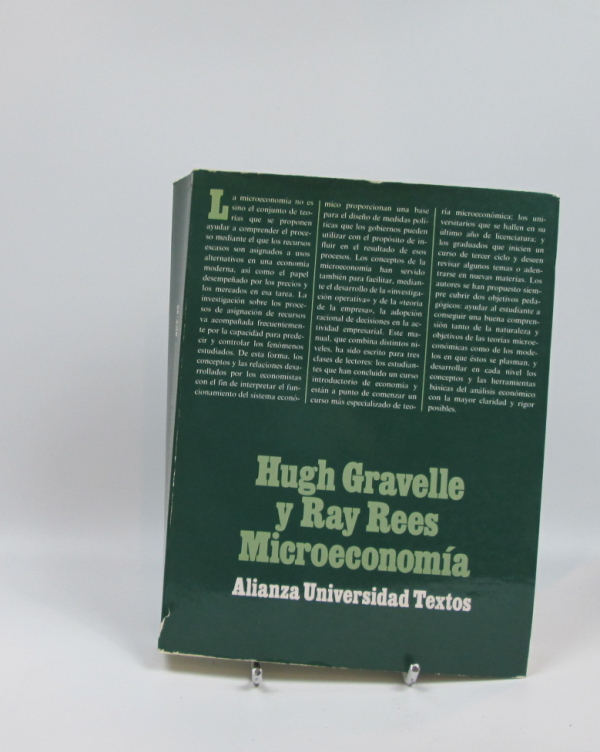 La microeconomía no es
sino el conjunto de teo-
rías que se proponen
ayudar a comprender el proce-
so mediante el que los recursos
escasos son asignados a usos
alternativos en una economía
moderna, así como el papel
desempeñado por los precios y
los mercados en esa tarea. La
investigación sobre los proce-
sos de asignación de recursos
va acompañada frecuentemen-
te por la capacidad para prede-
cir y controlar los fenómenos
estudiados. De esta forma, los
conceptos y las relaciones desa-
rrollados por los economistas
con el fin de interpretar el fun-
cionamiento del sistema econó-
mico proporcionan una base
para el diseño de medidas polí-
ticas que los gobiernos pueden
utilizar con el propósito de in-
fluir en el resultado de esos
procesos. Los conceptos de la
microeconomía han servido
también para facilitar, median-
te el desarrollo de la «investiga-
ción operativa» y de la «teoría
de la empresa», la adopción
racional de decisiones en la ac-
tividad empresarial. Este ma-
nual, que combina distintos ni-
veles, ha sido escrito para tres
clases de lectores: los estudian-
tes que han concluido un curso
introductorio de economía y
están a punto de comenzar un
curso más especializado de teo-
ría microeconómica; los uni-
versitarios que se hallen en su
último año de licenciatura; y
los graduados que inicien un
curso de tercer ciclo y deseen
revisar algunos temas o aden-
trarse en nuevas materias. Los
autores se han propuesto siem-
pre cubrir dos objetivos peda-
gógicos: ayudar al estudiante a
conseguir una buena compren-
sión tanto de la naturaleza y
objetivos de las teorías microe-
conómicas como de los mode-
los en que éstos se plasman, y
desarrollar en cada nivel los
conceptos y las herramientas
básicas del análisis económico
con la mayor claridad y rigor
posibles.
Hugh Gravelle
y Ray Rees
Microeconomía
Alianza Universidad Textos